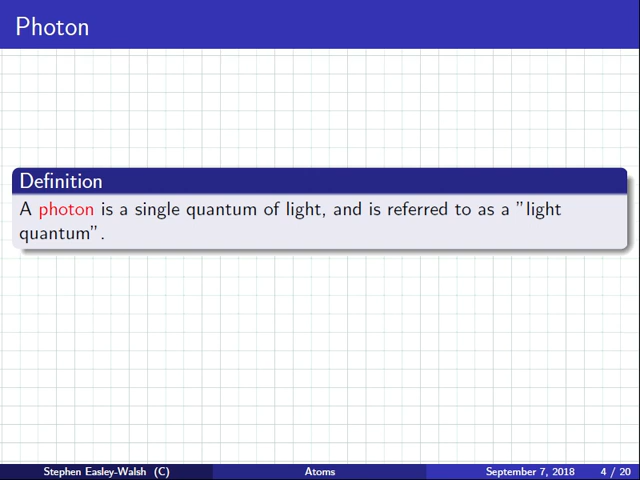 Photon
Definition
A photon is a single quantum of light, and is referred to as a ”light
quantum”.
Stephen Easley-Walsh (C)
Atoms
September 7, 2018
4 / 20